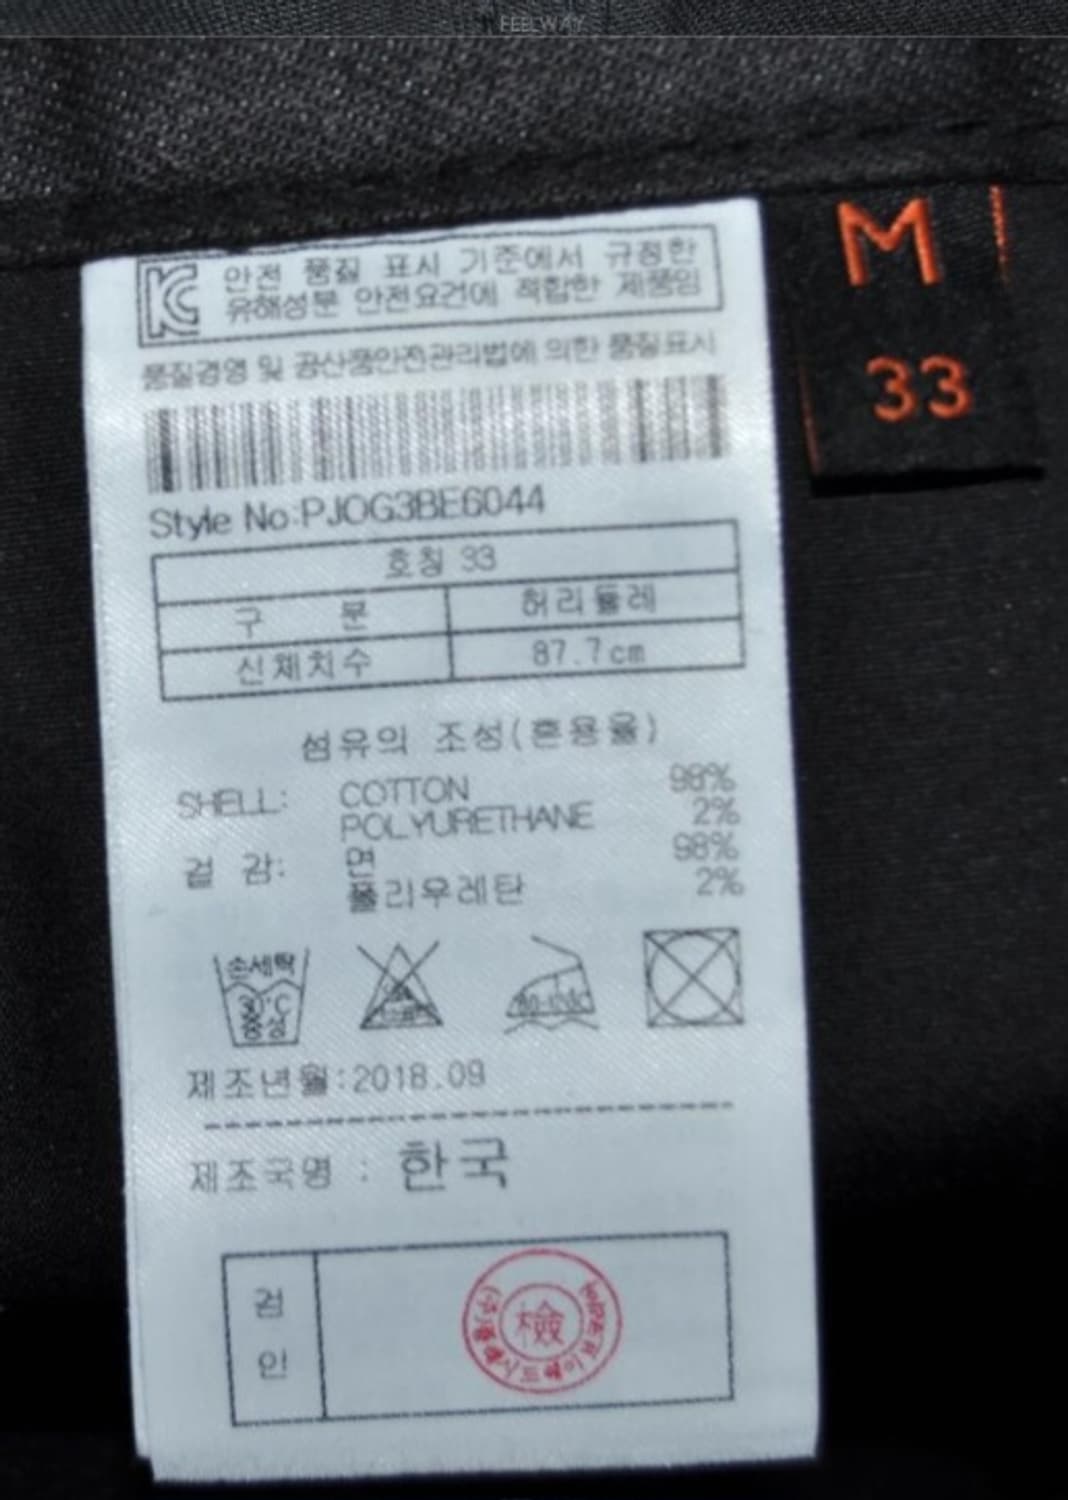 FEELWAY
M
33
KC
안전 품질 표시 기준에서 규정한
유해성분 안전요건에 적합한 제품임
품질경영 및 공산품안전관리법에 의한 품질표시
Style No:PJOG3BE6044
호칭 33
구 분 허리둘레
신체치수 87.7cm
섬유의 조성(혼용율)
SHELL: COTTON 98%
POLYURETHANE 2%
겉 감: 면 98%
폴리우레탄 2%
손세탁
30℃
중성
제조년월:2018.09
제조국명 : 한국
검
인
檢